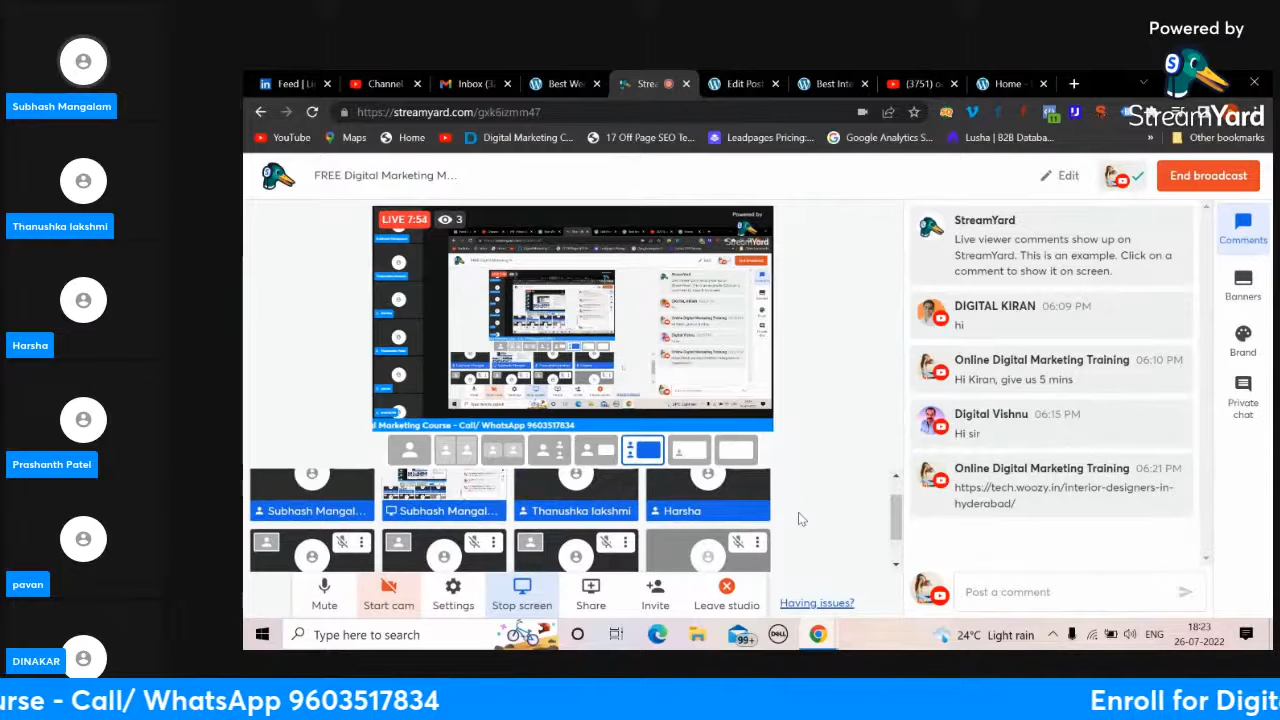 Powered by
StreamYard
Subhash Mangalam
Thanushka lakshmi
Harsha
Prashanth Patel
pavan
DINAKAR
Feed | Li
Channel
Inbox (3
Best We
Strea
Edit Post
Best Inte
(3751) o
Home -
https://streamyard.com/gxk6izmm47
YouTube
Maps
Home
Digital Marketing C...
17 Off Page SEO Te...
Leadpages Pricing:...
Google Analytics S...
Lusha | B2B Databa...
»
Other bookmarks
FREE Digital Marketing M...
Edit
End broadcast
LIVE 7:54
3
Powered by
l Marketing Course - Call/ WhatsApp 9603517834
Subhash Mangal...
Subhash Mangal...
Thanushka lakshmi
Harsha
Mute
Start cam
Settings
Stop screen
Share
Invite
Leave studio
Having issues?
StreamYard
Live viewer comments show up on
StreamYard. This is an example. Click on a
comment to show it on screen.
DIGITAL KIRAN 06:09 PM
hi
Online Digital Marketing Training 06:10 PM
Hi Kiran, give us 5 mins
Digital Vishnu 06:15 PM
Hi sir
Online Digital Marketing Training 06:21 PM
https://tech.woozy.in/interior-designers-in-
hyderabad/
Post a comment
Comments
Banners
Brand
Private
chat
Type here to search
99+
DELL
24°C Light rain
ENG
18:23
26-07-2022
urse - Call/ WhatsApp 9603517834
Enroll for Digit